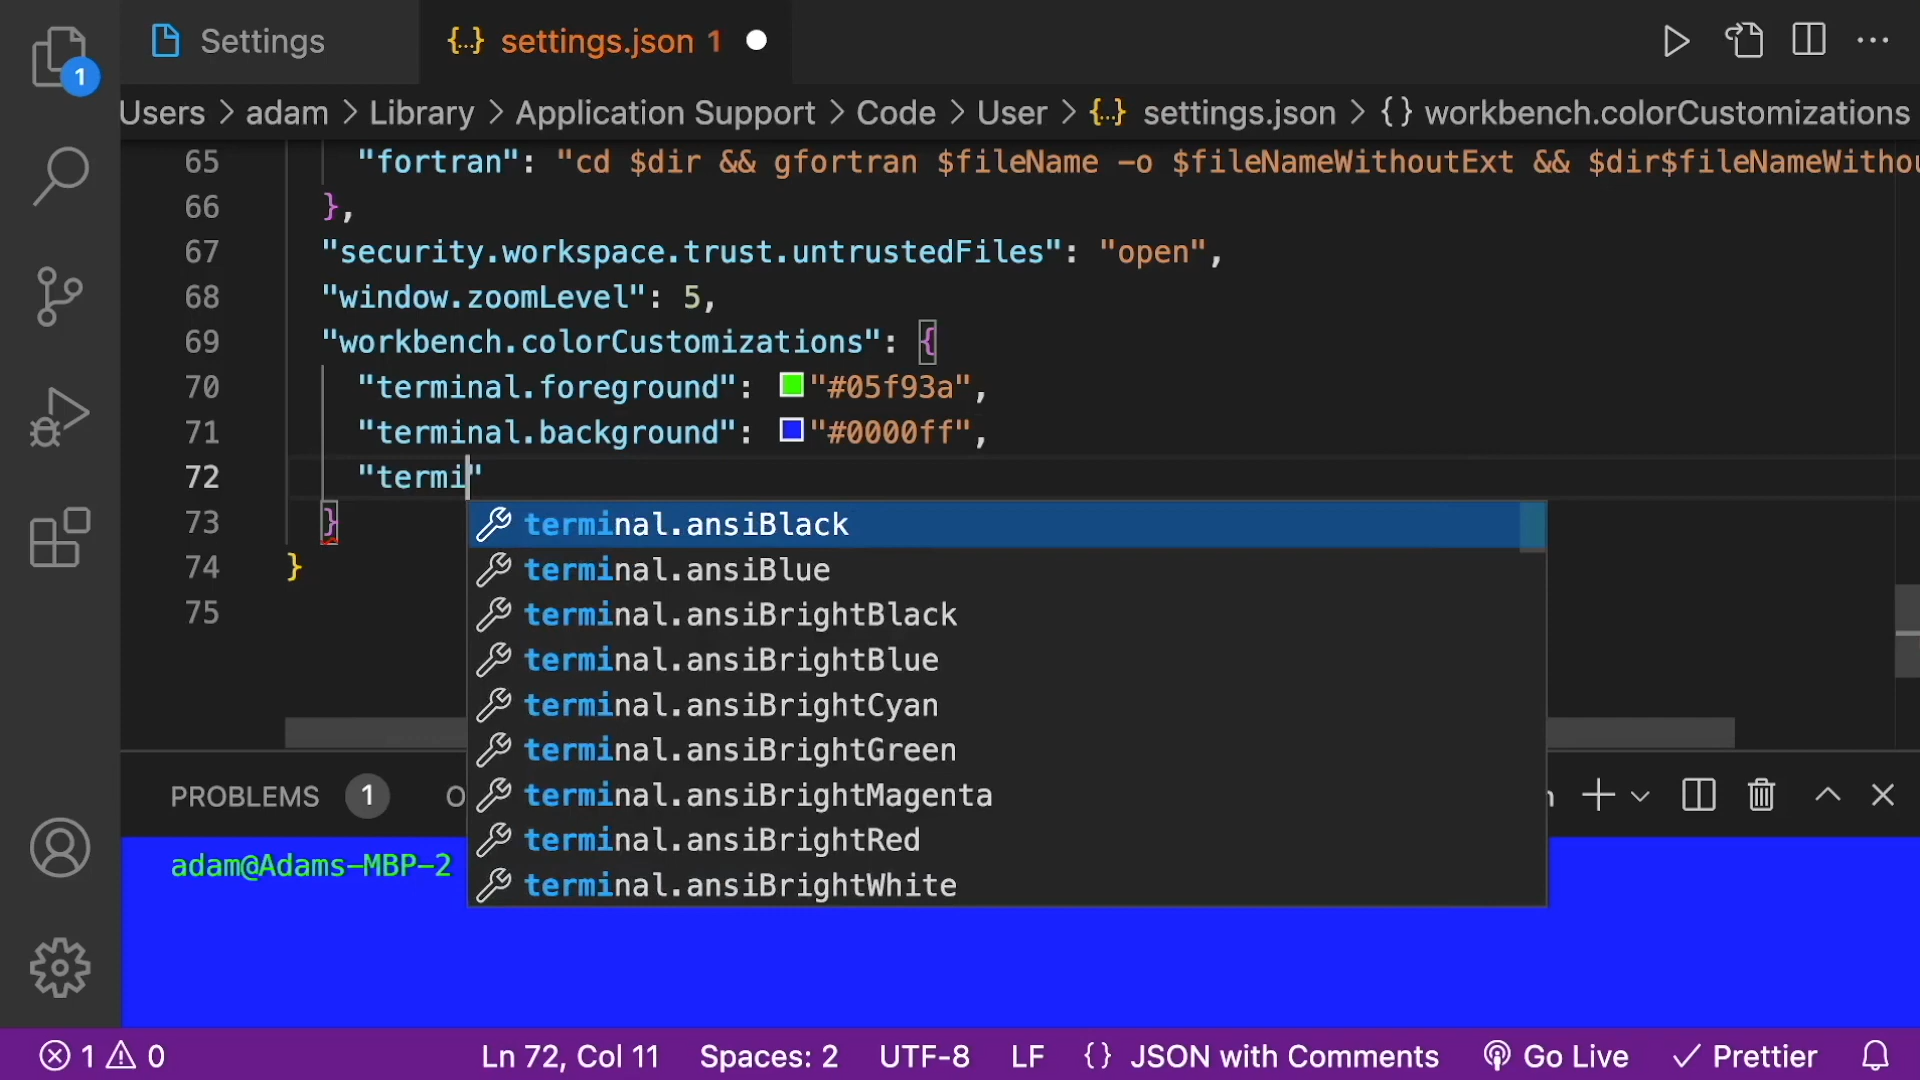 1
Settings
{..} settings.json 1
Users > adam > Library > Application Support > Code > User > {..} settings.json > {} workbench.colorCustomizations
65 "fortran": "cd $dir && gfortran $fileName -o $fileNameWithoutExt && $dir$fileNameWithou
66 },
67 "security.workspace.trust.untrustedFiles": "open",
68 "window.zoomLevel": 5,
69 "workbench.colorCustomizations": {
70 "terminal.foreground": "#05f93a",
71 "terminal.background": "#0000ff",
72 "termi"
73 }
74 }
75
terminal.ansiBlack
terminal.ansiBlue
terminal.ansiBrightBlack
terminal.ansiBrightBlue
terminal.ansiBrightCyan
terminal.ansiBrightGreen
terminal.ansiBrightMagenta
terminal.ansiBrightRed
terminal.ansiBrightWhite
PROBLEMS 1 O
adam@Adams-MBP-2
1 0 Ln 72, Col 11 Spaces: 2 UTF-8 LF {} JSON with Comments Go Live Prettier